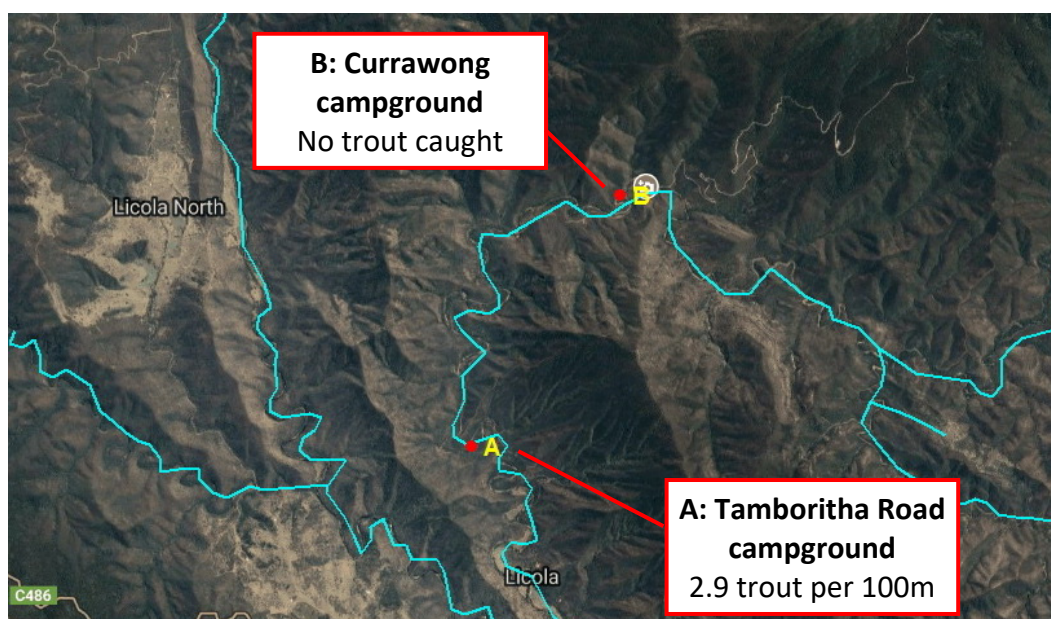 B: Currawong
campground
No trout caught
Licola North
B
A
A: Tamboritha Road
campground
2.9 trout per 100m
Licola
C486